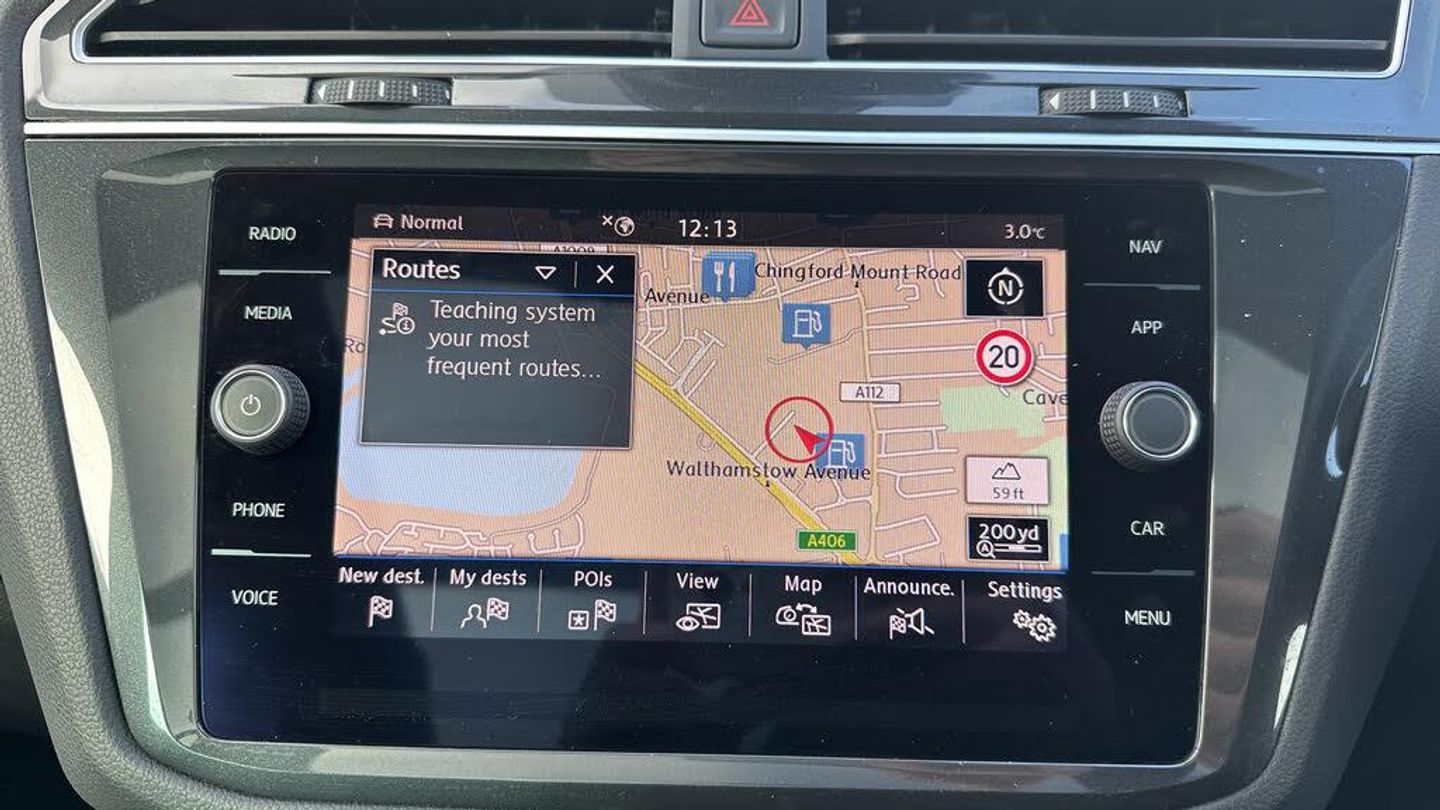 RADIO
MEDIA
PHONE
VOICE
Normal
12:13
3.0°C
Routes
Teaching system
your most
frequent routes...
A1009
Chingford Mount Road
Avenue
N
20
A112
Cave
Walthamstow Avenue
59 ft
A406
200yd
A
New dest.
My dests
POIs
View
Map
Announce.
Settings
NAV
APP
CAR
MENU